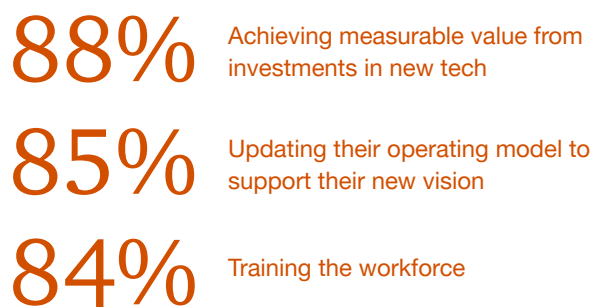 88%
Achieving measurable value from
investments in new tech
85%
Updating their operating model to
support their new vision
84%
Training the workforce